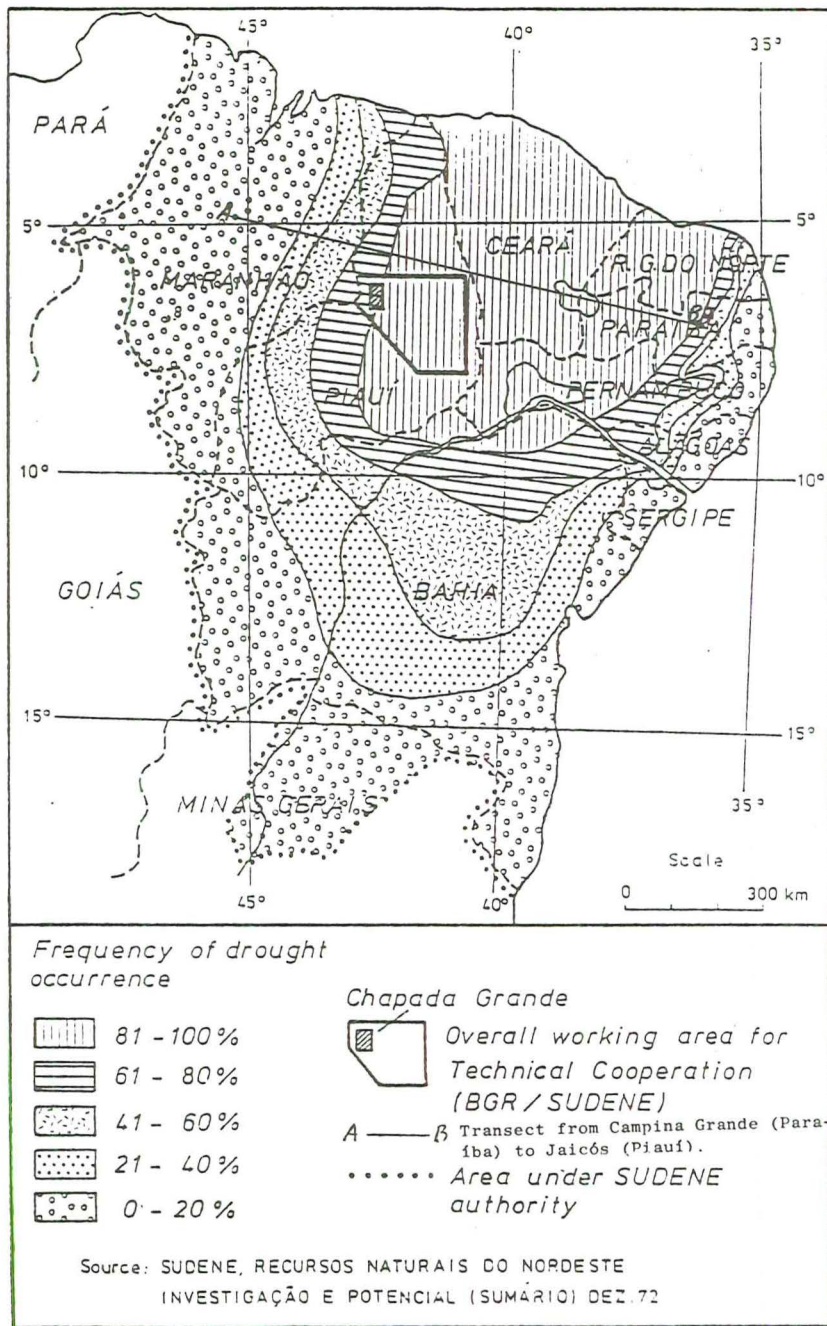 45°
40°
35°
PARÁ
5°
5°
A
CEARÁ
R.G.DO NORTE
MARANHÃO
PARAÍBA
B
PIAUÍ
PERNAMBUCO
ALAGOAS
10°
10°
SERGIPE
GOIÁS
BAHIA
15°
15°
MINAS GERAIS
35°
Scale
45°
40°
0 300 km
Frequency of drought
occurrence
81 - 100 %
61 - 80 %
41 - 60 %
21 - 40 %
0 - 20 %
Chapada Grande
Overall working area for
Technical Cooperation
(BGR / SUDENE)
A —— B Transect from Campina Grande (Para-
íba) to Jaicós (Piauí).
Area under SUDENE
authority
Source: SUDENE, RECURSOS NATURAIS DO NORDESTE
INVESTIGAÇÃO E POTENCIAL (SUMÁRIO) DEZ.72